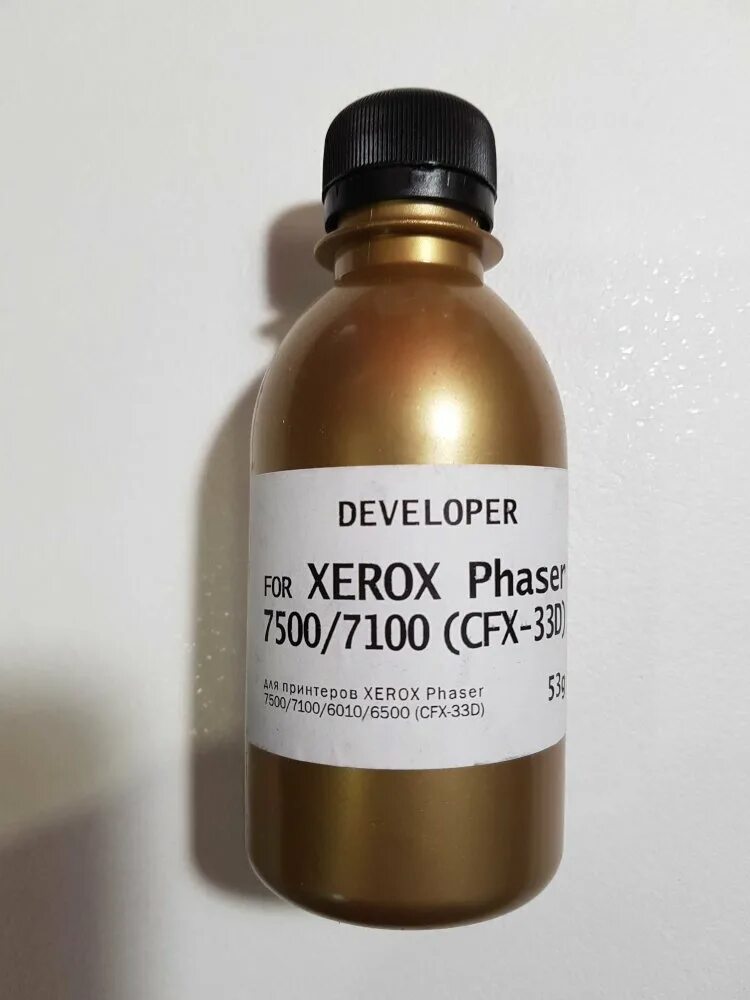 DEVELOPER
FOR XEROX Phaser
7500/7100 (CFX-33D)
для принтеров XEROX Phaser
7500/7100/6010/6500 (CFX-33D)
53g